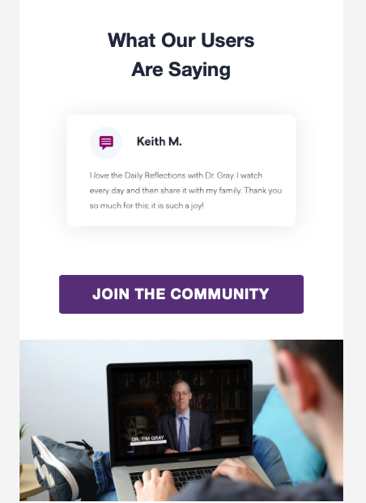 What Our Users
Are Saying
Keith M.
I love the Daily Reflections with Dr. Gray. I watch
every day and then share it with my family. Thank you
so much for this; it is such a joy!
JOIN THE COMMUNITY
DR. TIM GRAY